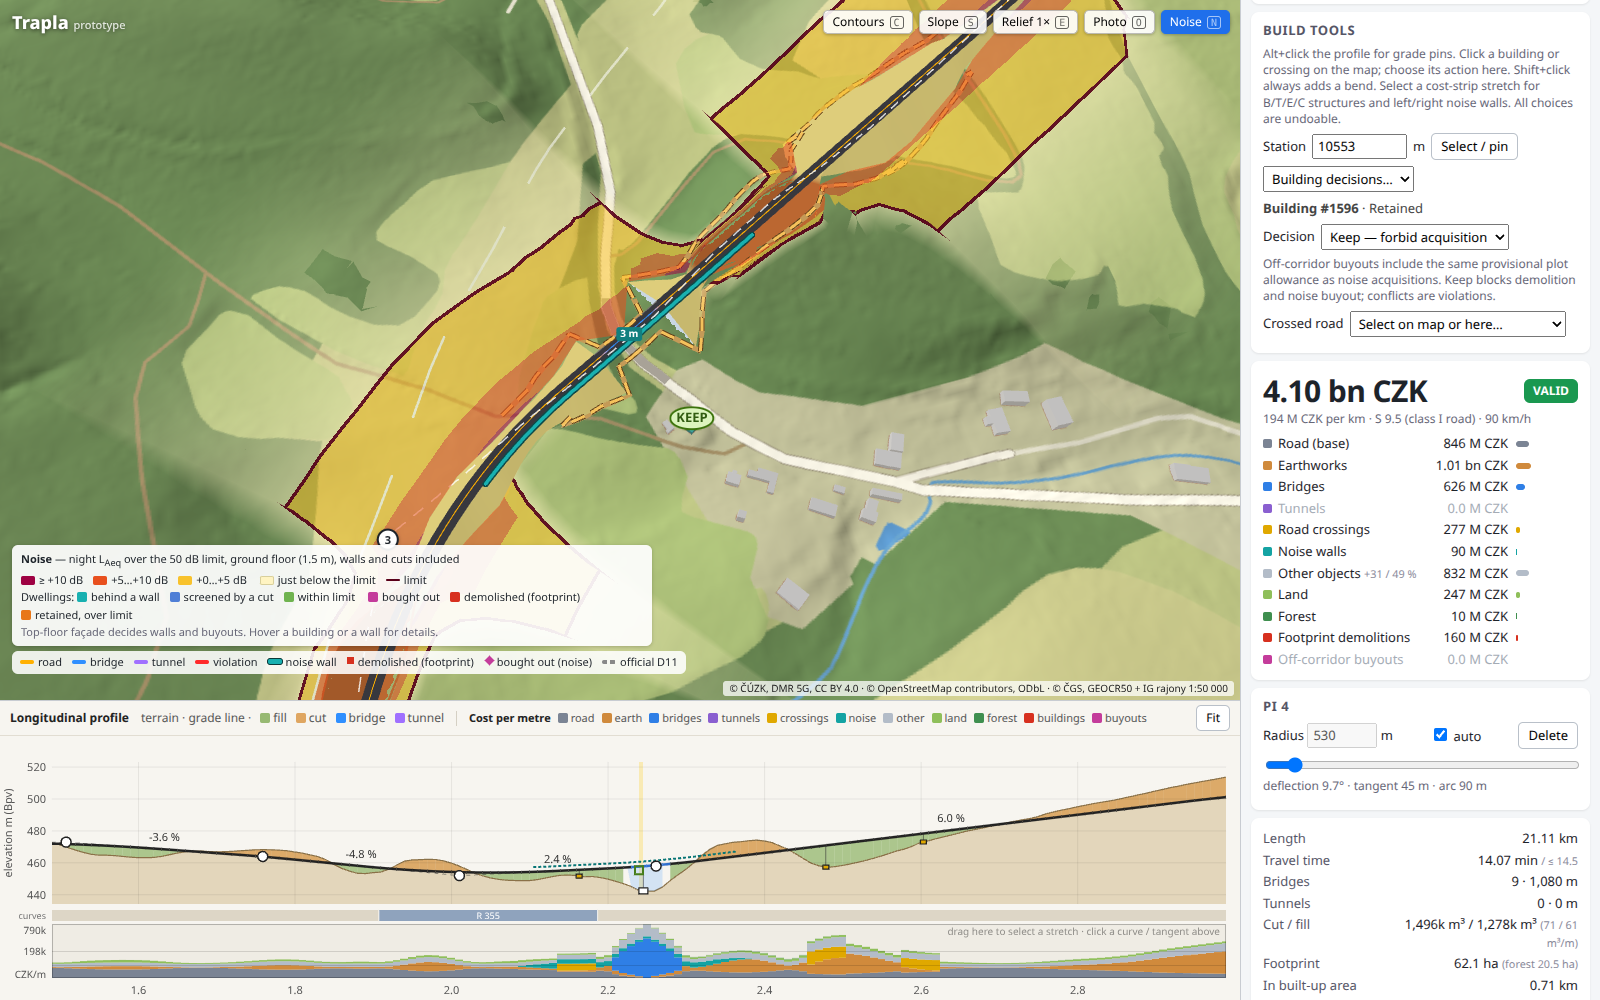 Trapla prototype
Contours C
Slope S
Relief 1× E
Photo O
Noise N
3 m
KEEP
3
Noise — night LAeq over the 50 dB limit, ground floor (1.5 m), walls and cuts included
≥ +10 dB +5…+10 dB +0…+5 dB just below the limit limit
Dwellings: behind a wall screened by a cut within limit bought out demolished (footprint)
retained, over limit
Top-floor façade decides walls and buyouts. Hover a building or a wall for details.
road bridge tunnel violation noise wall demolished (footprint) bought out (noise) official D11
© ČÚZK, DMR 5G, CC BY 4.0 · © OpenStreetMap contributors, ODbL · © ČGS, GEOCR50 + IG rajony 1:50 000
Longitudinal profile terrain · grade line · fill cut bridge tunnel Cost per metre road earth bridges tunnels crossings noise other land forest buildings buyouts Fit
elevation m (Bpv)
520
500
480
460
440
-3.6 %
-4.8 %
2.4 %
6.0 %
curves R 355
790k
198k
CZK/m
drag here to select a stretch · click a curve / tangent above
1.6 1.8 2.0 2.2 2.4 2.6 2.8
BUILD TOOLS
Alt+click the profile for grade pins. Click a building or
crossing on the map; choose its action here. Shift+click
always adds a bend. Select a cost-strip stretch for
B/T/E/C structures and left/right noise walls. All choices
are undoable.
Station 10553 m Select / pin
Building decisions...
Building #1596 · Retained
Decision Keep — forbid acquisition
Off-corridor buyouts include the same provisional plot
allowance as noise acquisitions. Keep blocks demolition
and noise buyout; conflicts are violations.
Crossed road Select on map or here...
4.10 bn CZK VALID
194 M CZK per km · S 9.5 (class I road) · 90 km/h
Road (base) 846 M CZK
Earthworks 1.01 bn CZK
Bridges 626 M CZK
Tunnels 0.0 M CZK
Road crossings 277 M CZK
Noise walls 90 M CZK
Other objects +31 / 49 % 832 M CZK
Land 247 M CZK
Forest 10 M CZK
Footprint demolitions 160 M CZK
Off-corridor buyouts 0.0 M CZK
PI 4
Radius 530 m auto Delete
deflection 9.7° · tangent 45 m · arc 90 m
Length 21.11 km
Travel time 14.07 min / ≤ 14.5
Bridges 9 · 1,080 m
Tunnels 0 · 0 m
Cut / fill 1,496k m³ / 1,278k m³ (71 / 61
m³/m)
Footprint 62.1 ha (forest 20.5 ha)
In built-up area 0.71 km